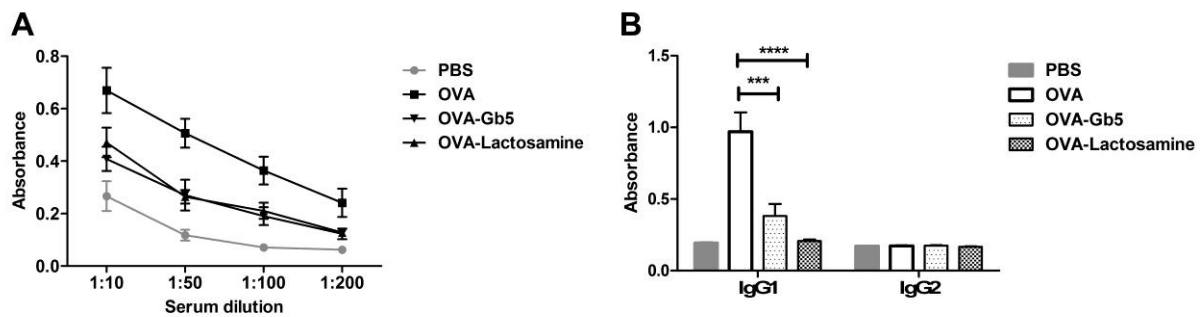 A
Absorbance
0.8
0.6
0.4
0.2
0.0
1:10 1:50 1:100 1:200
Serum dilution
PBS
OVA
OVA-Gb5
OVA-Lactosamine
B
Absorbance
1.5
1.0
0.5
0.0
****
***
IgG1 IgG2
PBS
OVA
OVA-Gb5
OVA-Lactosamine